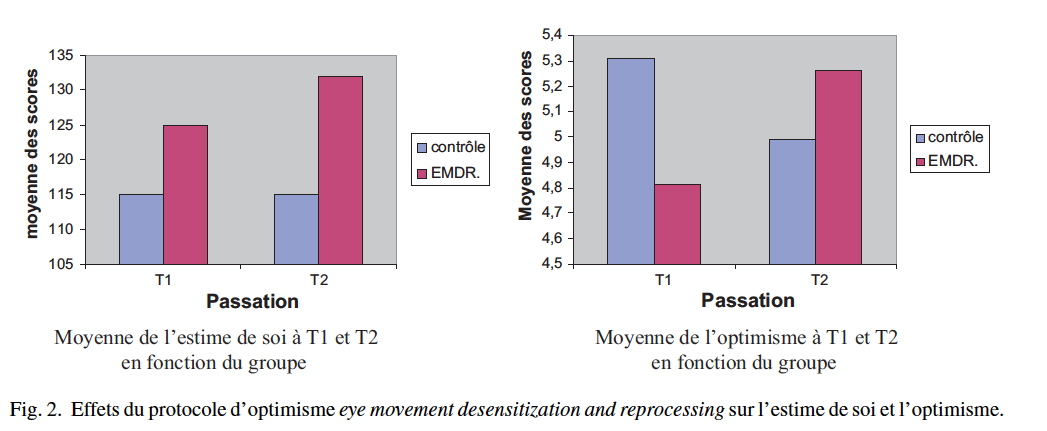 moyenne des scores
135
130
125
120
115
110
105
T1
T2
Passation
contrôle
EMDR.
Moyenne de l'estime de soi à T1 et T2
en fonction du groupe
Moyenne des scores
5,4
5,3
5,2
5,1
5
4,9
4,8
4,7
4,6
4,5
T1
T2
Passation
contrôle
EMDR.
Moyenne de l'optimisme à T1 et T2
en fonction du groupe
Fig. 2. Effets du protocole d'optimisme eye movement desensitization and reprocessing sur l'estime de soi et l'optimisme.